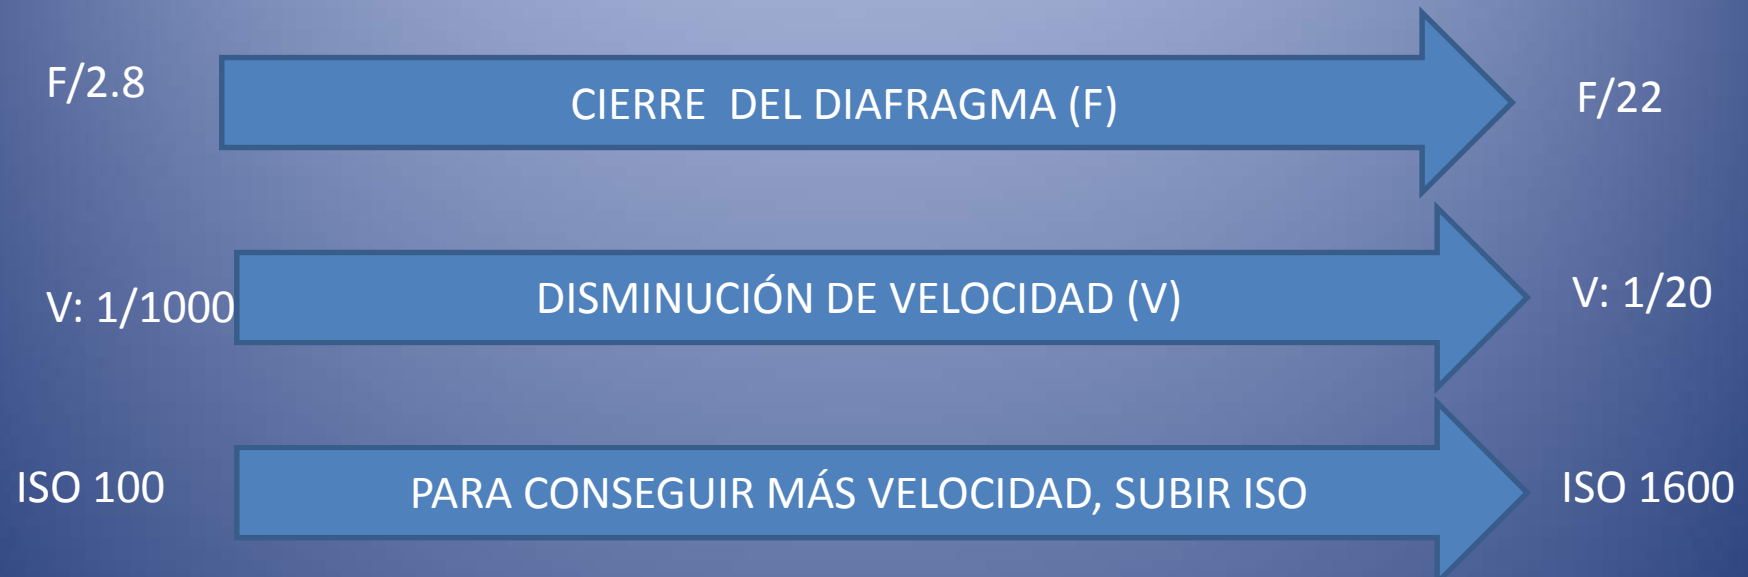 F/2.8 CIERRE DEL DIAFRAGMA (F) F/22
V: 1/1000 DISMINUCIÓN DE VELOCIDAD (V) V: 1/20
ISO 100 PARA CONSEGUIR MÁS VELOCIDAD, SUBIR ISO ISO 1600